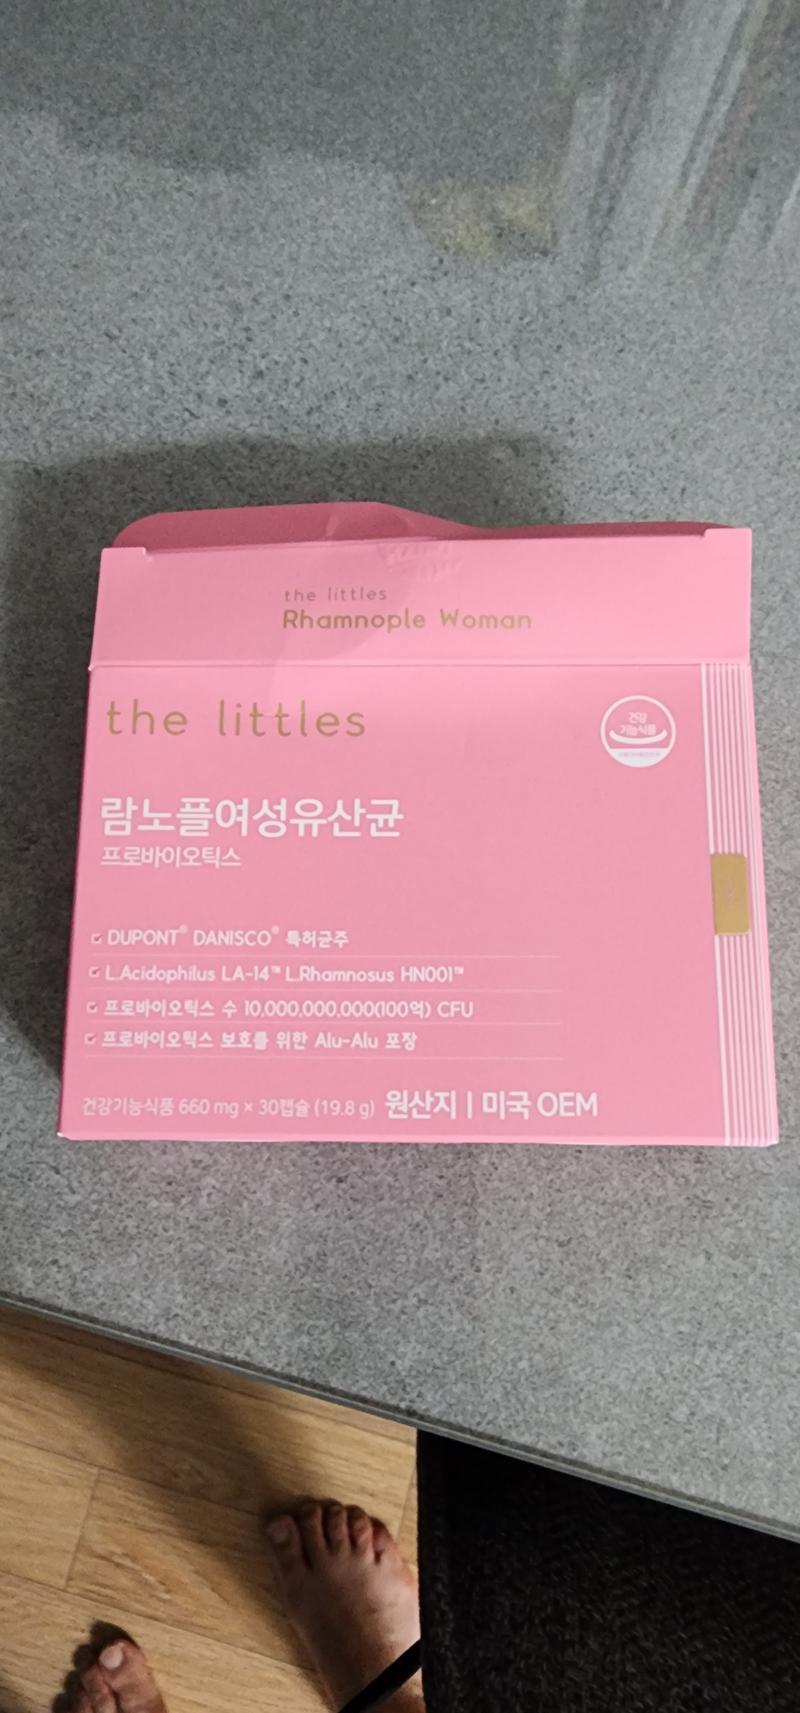 the littles
Rhamnople Woman
the littles
건강
기능식품
람노플여성유산균
프로바이오틱스
DUPONT® DANISCO® 특허균주
L.Acidophilus LA-14™ L.Rhamnosus HN001™
프로바이오틱스 수 10,000,000,000(100억) CFU
프로바이오틱스 보호를 위한 Alu-Alu 포장
건강기능식품 660 mg × 30캡슐 (19.8 g) 원산지 | 미국 OEM